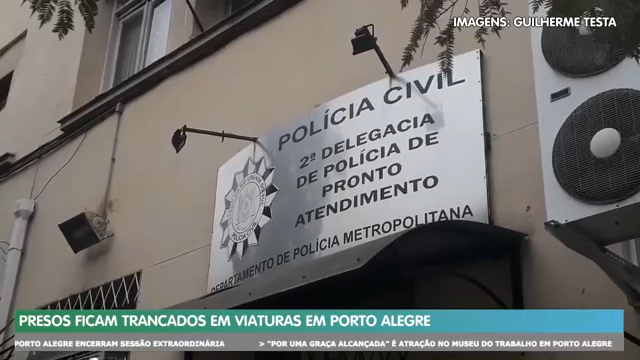 IMAGENS: GUILHERME TESTA
POLÍCIA CIVIL
2ª DELEGACIA
DE POLÍCIA DE
PRONTO
ATENDIMENTO
DEPARTAMENTO DE POLÍCIA METROPOLITANA
PRESOS FICAM TRANCADOS EM VIATURAS EM PORTO ALEGRE
PORTO ALEGRE ENCERRAM SESSÃO EXTRAORDINÁRIA > "POR UMA GRAÇA ALCANÇADA" É ATRAÇÃO NO MUSEU DO TRABALHO EM PORTO ALEGRE